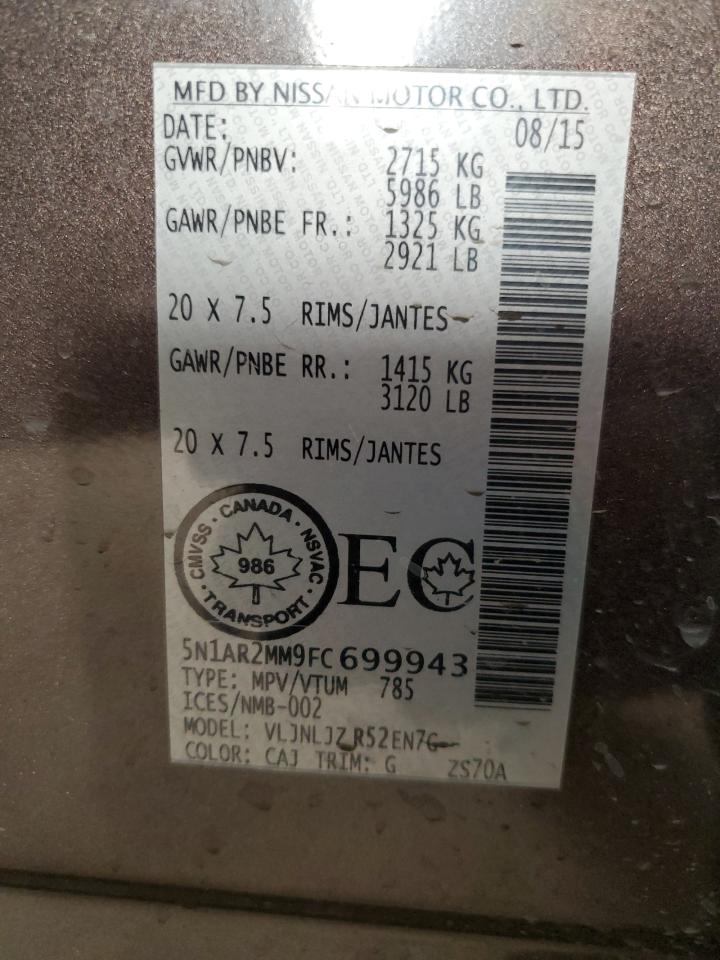 MFD BY NISSAN MOTOR CO., LTD.
DATE: 08/15
GVWR/PNBV: 2715 KG
5986 LB
GAWR/PNBE FR.: 1325 KG
2921 LB
20 X 7.5 RIMS/JANTES
GAWR/PNBE RR.: 1415 KG
3120 LB
20 X 7.5 RIMS/JANTES
CMVSS · CANADA · NSVAC · TRANSPORT ·
986
EC
5N1AR2MM9FC699943
TYPE: MPV/VTUM 785
ICES/NMB-002
MODEL: VLJNLJZ R52EN7G--
COLOR: CAJ TRIM: G ZS70A